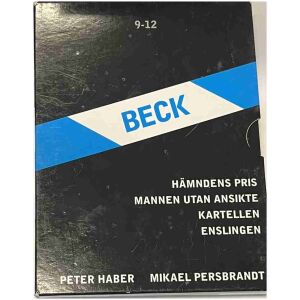 9-12
BECK
HÄMNDENS PRIS
MANNEN UTAN ANSIKTE
KARTELLEN
ENSLINGEN
PETER HABER MIKAEL PERSBRANDT